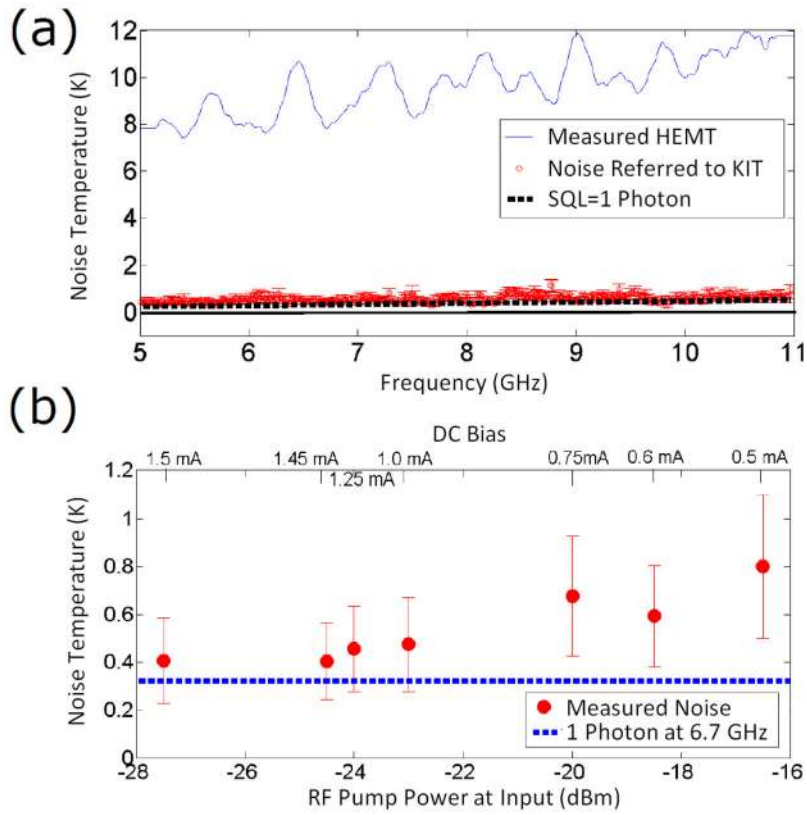 (a)
12
10
8
6
4
2
0
Noise Temperature (K)
Measured HEMT
Noise Referred to KIT
SQL=1 Photon
5 6 7 8 9 10 11
Frequency (GHz)
(b)
DC Bias
1.5 mA 1.45 mA 1.0 mA 0.75mA 0.6 mA 0.5 mA
1.25 mA
1.2
1
0.8
0.6
0.4
0.2
0
Noise Temperature (K)
Measured Noise
1 Photon at 6.7 GHz
-28 -26 -24 -22 -20 -18 -16
RF Pump Power at Input (dBm)